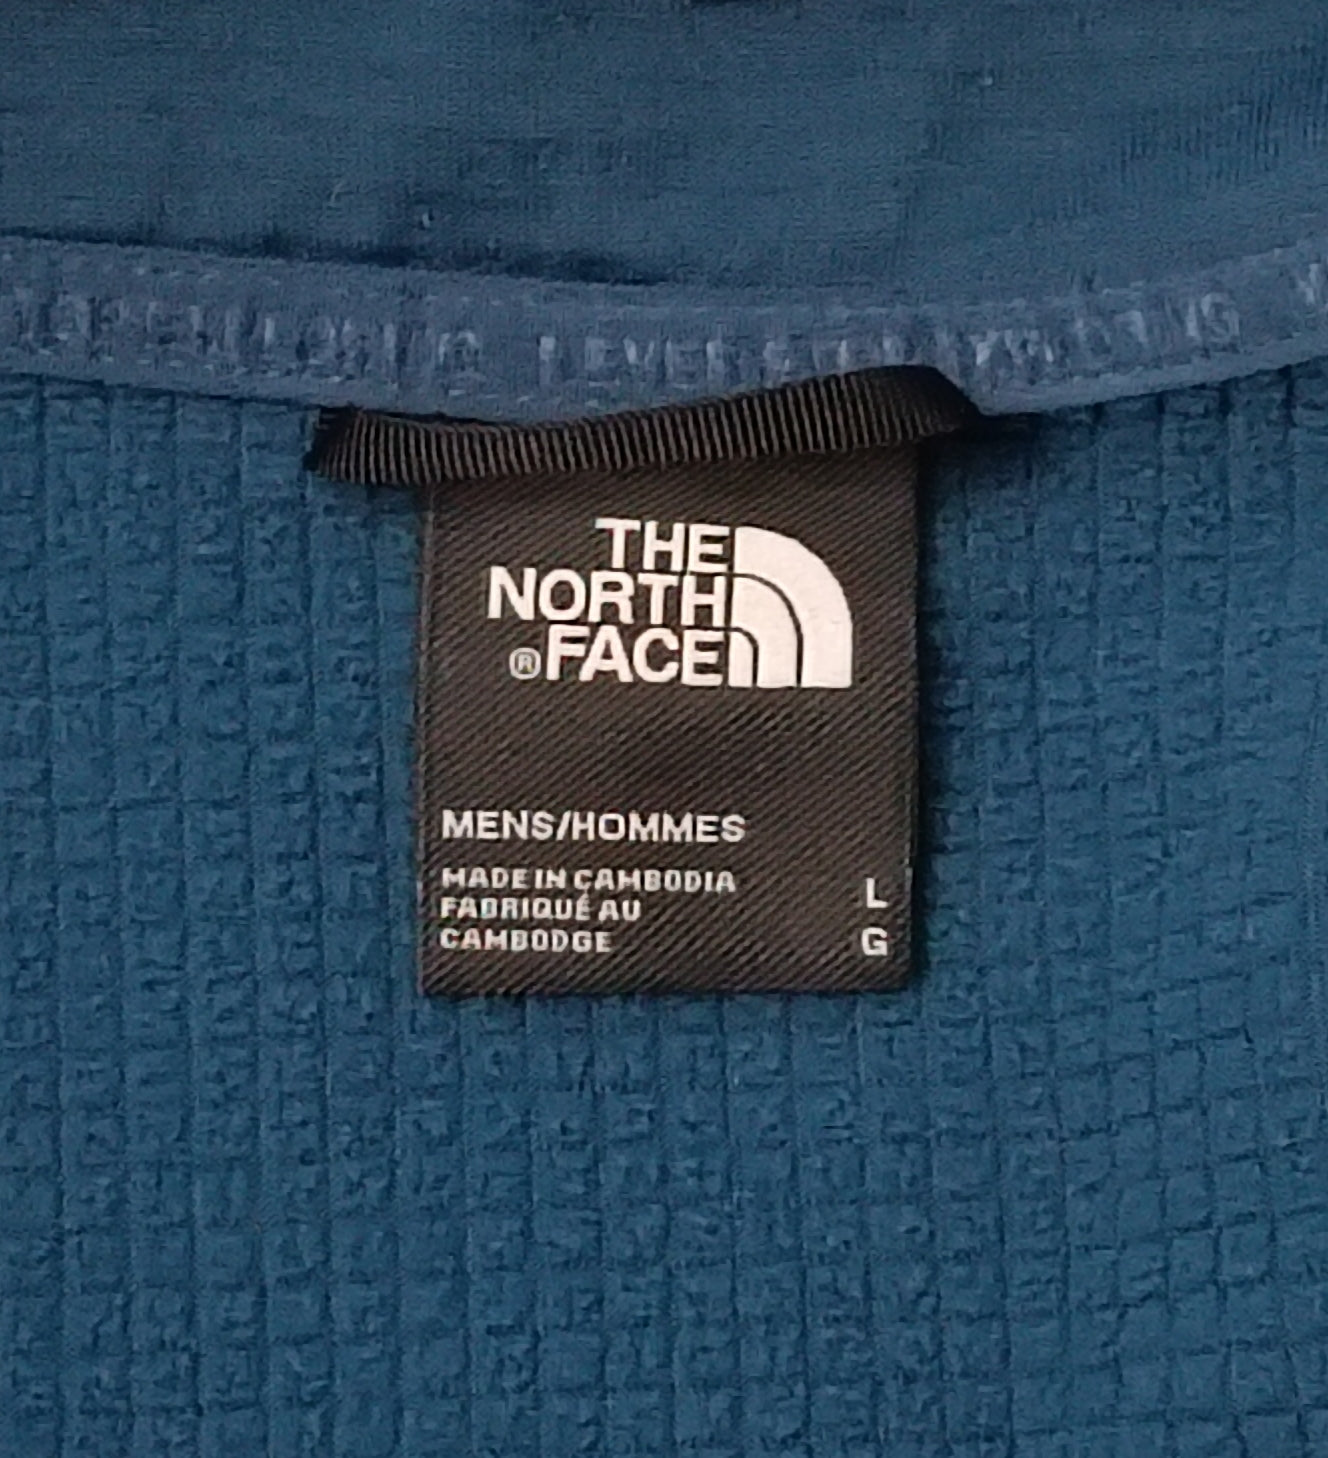 THE
NORTH
®FACE
MENS/HOMMES
MADE IN CAMBODIA
FABRIQUÉ AU
CAMBODGE
L
G